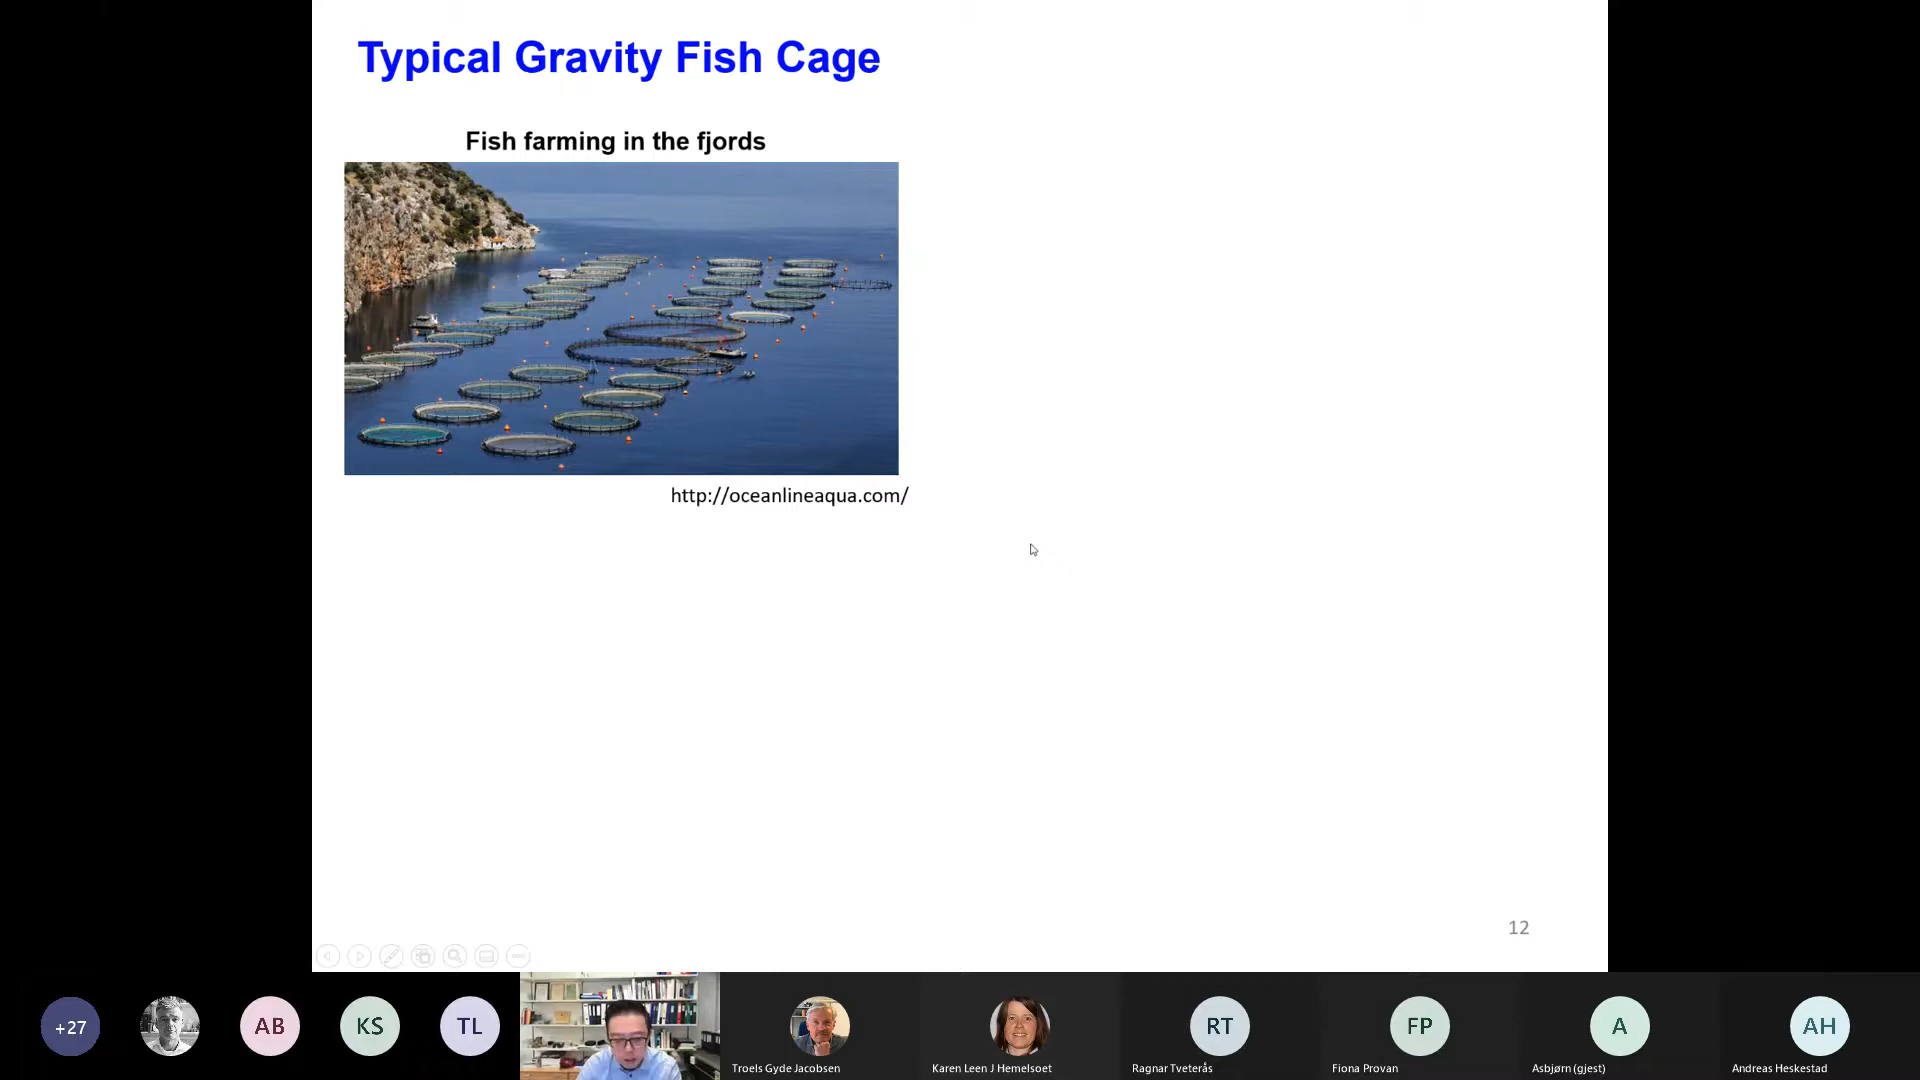 Typical Gravity Fish Cage
Fish farming in the fjords
http://oceanlineaqua.com/
12
+27
AB
KS
TL
RT
FP
A
AH
Troels Gyde Jacobsen
Karen Leen J Hemelsoet
Ragnar Tveterås
Fiona Provan
Asbjørn (gjest)
Andreas Heskestad